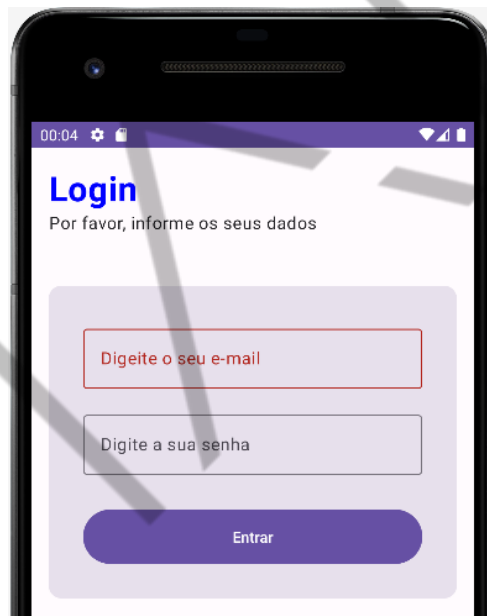 00:04
Login
Por favor, informe os seus dados
Digeite o seu e-mail
Digite a sua senha
Entrar